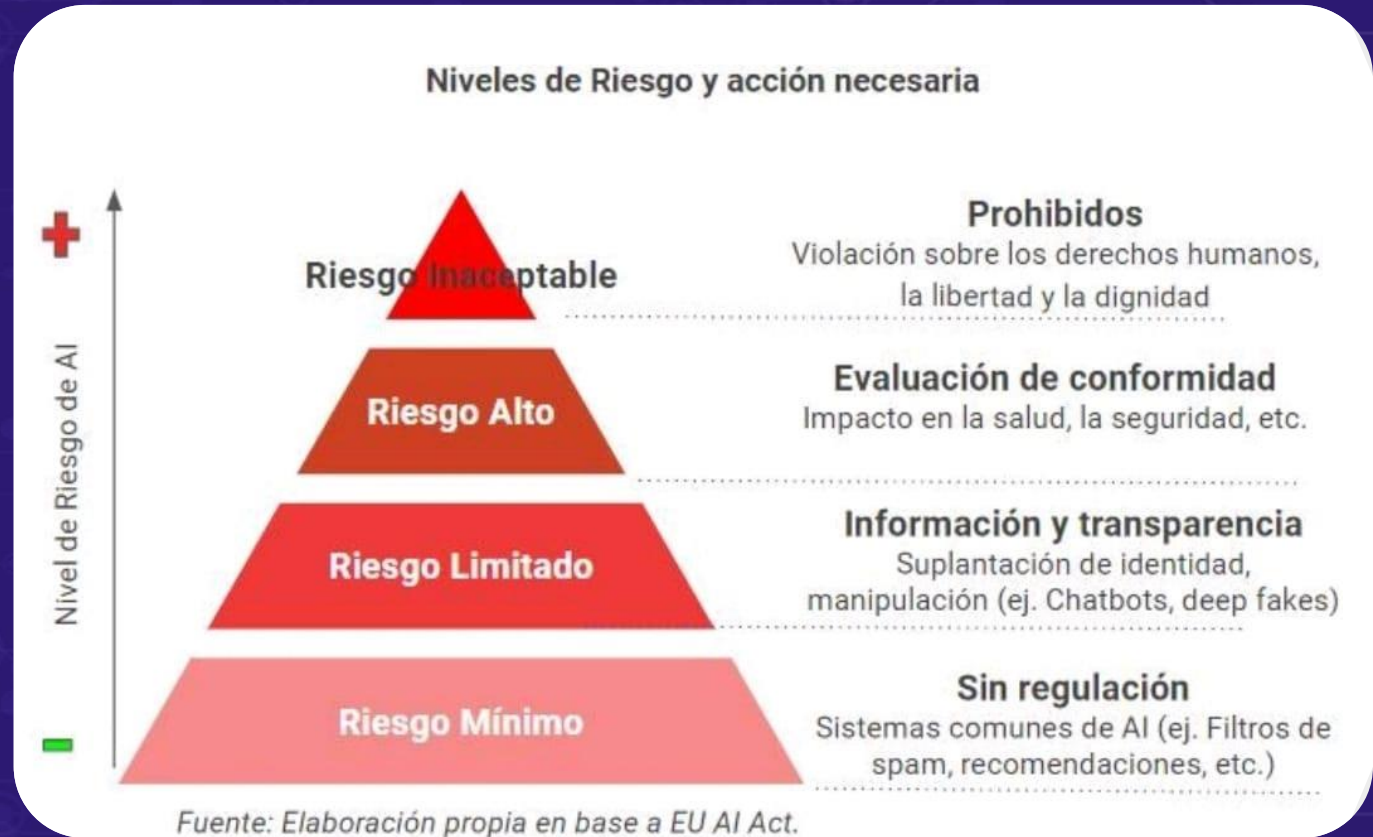 Niveles de Riesgo y acción necesaria
Nivel de Riesgo de AI
Riesgo Inaceptable
Prohibidos
Violación sobre los derechos humanos,
la libertad y la dignidad
Riesgo Alto
Evaluación de conformidad
Impacto en la salud, la seguridad, etc.
Riesgo Limitado
Información y transparencia
Suplantación de identidad,
manipulación (ej. Chatbots, deep fakes)
Riesgo Mínimo
Sin regulación
Sistemas comunes de AI (ej. Filtros de
spam, recomendaciones, etc.)
Fuente: Elaboración propia en base a EU AI Act.